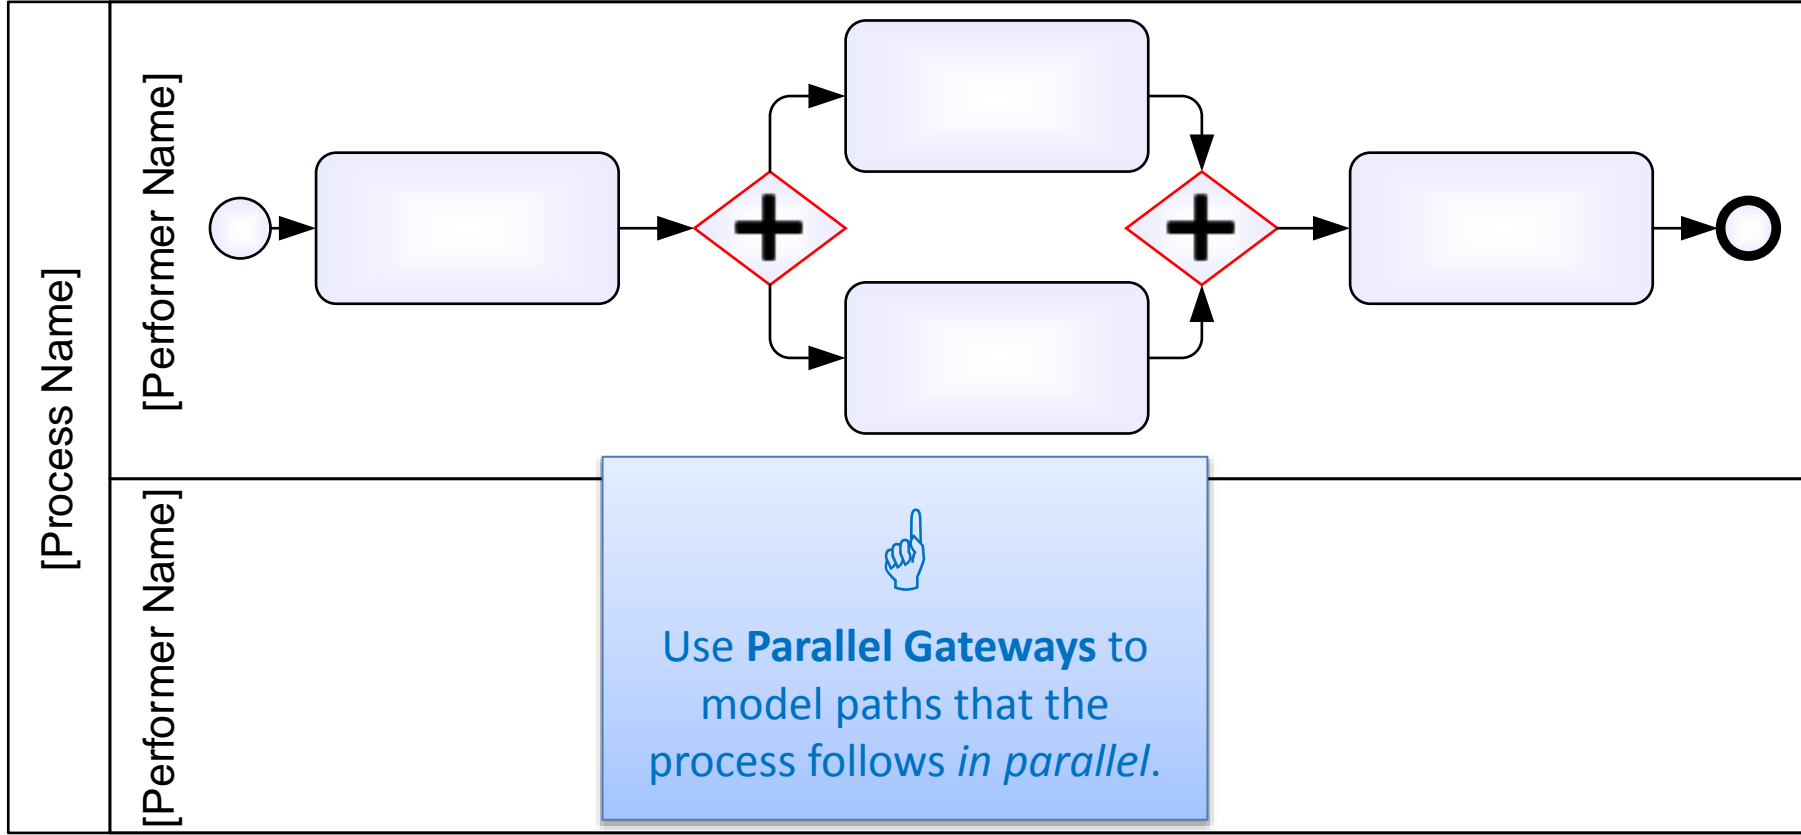 [Process Name]
[Performer Name]
[Performer Name]
Use Parallel Gateways to
model paths that the
process follows in parallel.